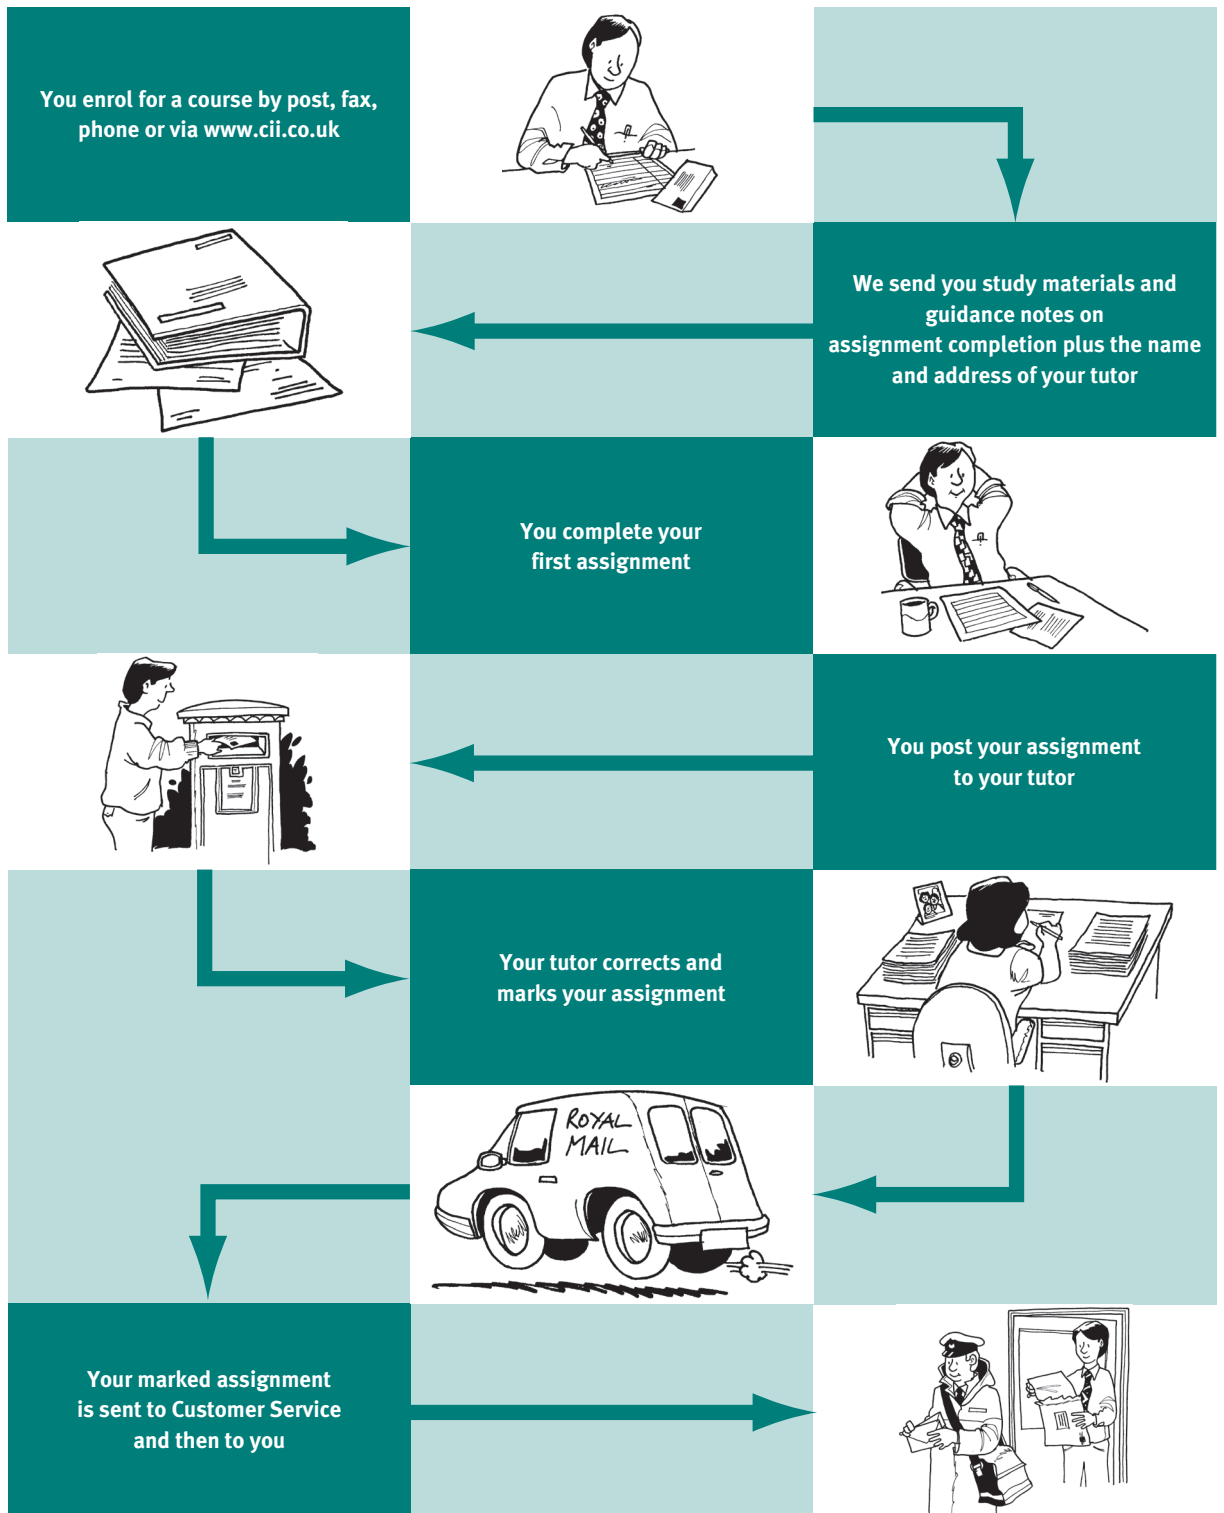 You enrol for a course by post, fax,
phone or via www.cii.co.uk
We send you study materials and
guidance notes on
assignment completion plus the name
and address of your tutor
You complete your
first assignment
You post your assignment
to your tutor
Your tutor corrects and
marks your assignment
ROYAL
MAIL
Your marked assignment
is sent to Customer Service
and then to you